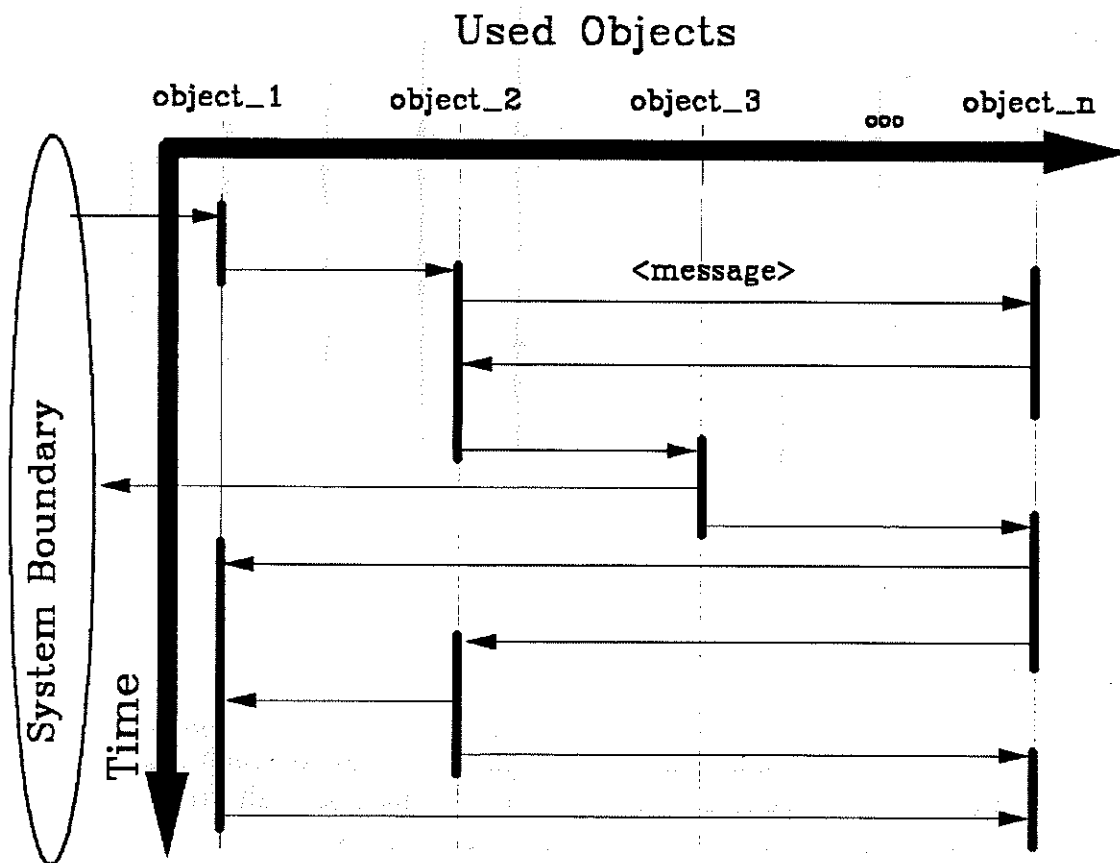 Used Objects
object_1 object_2 object_3 ooo object_n
<message>
System Boundary
Time